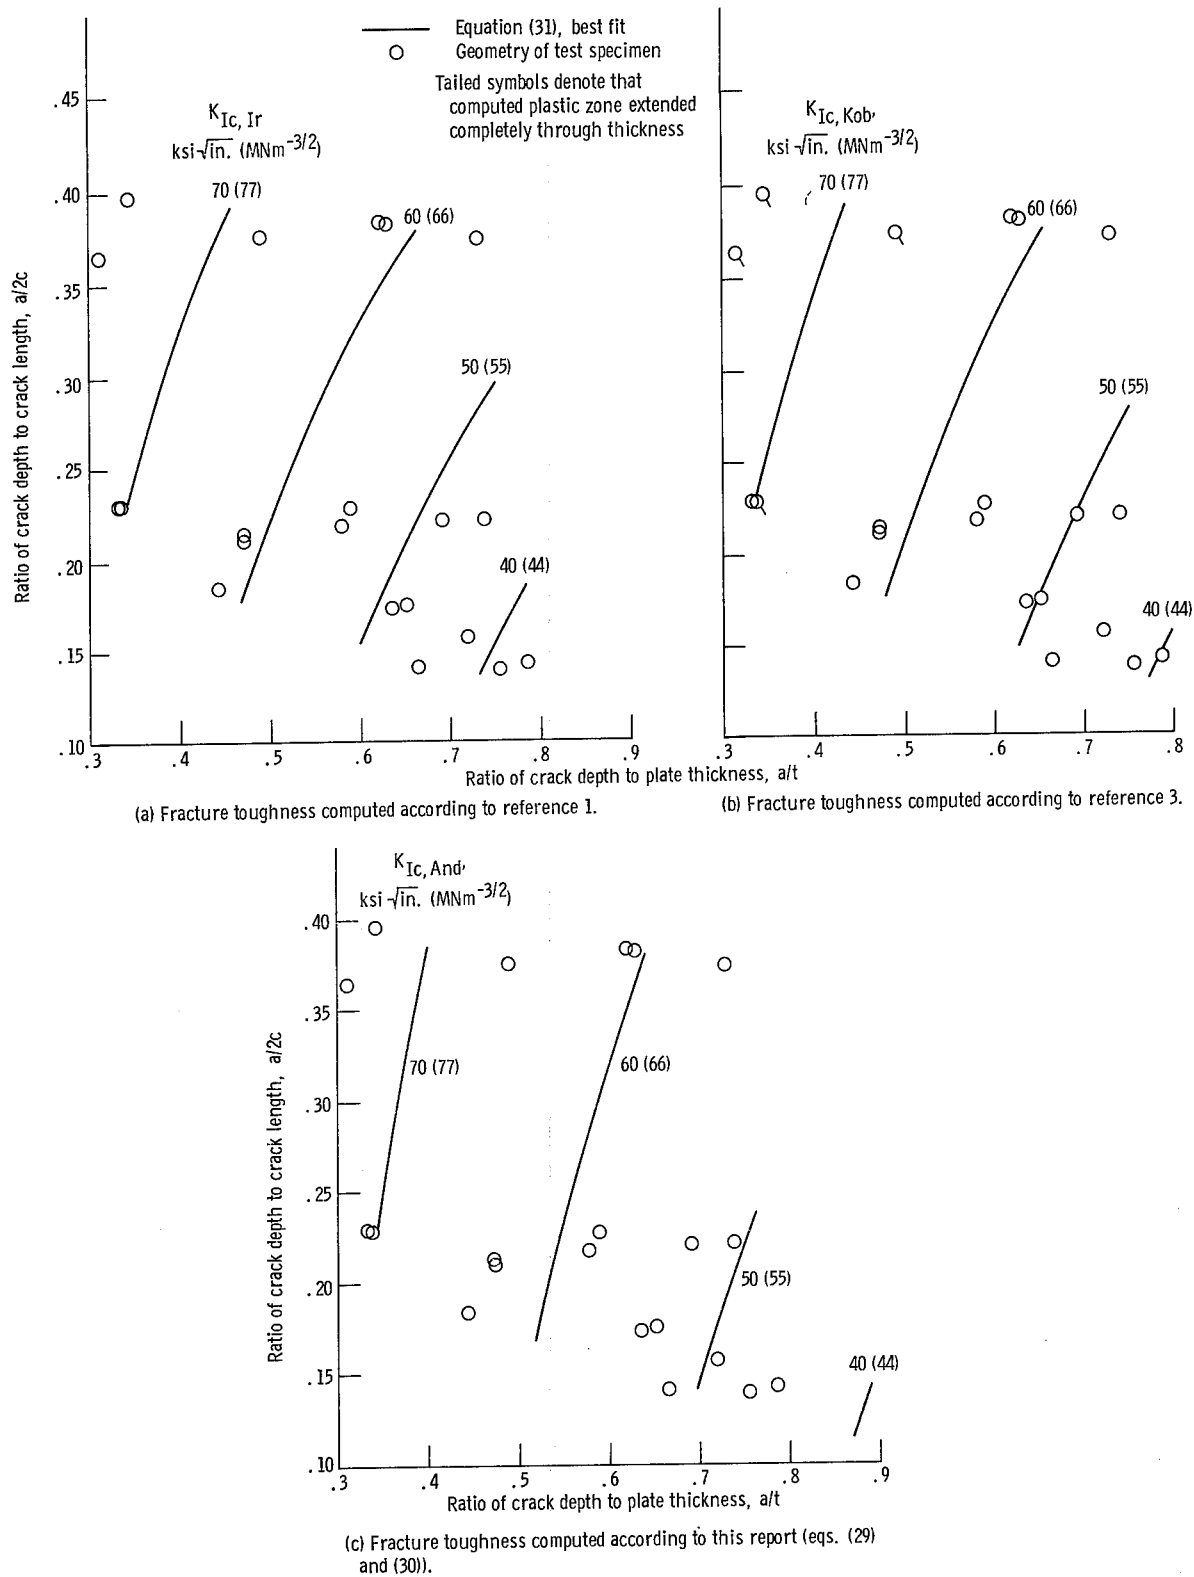 Equation (31), best fit
Geometry of test specimen
Tailed symbols denote that
computed plastic zone extended
completely through thickness
K_Ic, Ir
ksi-√in. (MNm^-3/2)
K_Ic, Kob,
ksi-√in. (MNm^-3/2)
70 (77)
60 (66)
50 (55)
40 (44)
.45
.40
.35
.30
.25
.20
.15
.10
Ratio of crack depth to crack length, a/2c
.3 .4 .5 .6 .7 .8 .9
70 (77)
60 (66)
50 (55)
40 (44)
.3 .4 .5 .6 .7 .8
Ratio of crack depth to plate thickness, a/t
(a) Fracture toughness computed according to reference 1.
(b) Fracture toughness computed according to reference 3.
K_Ic, And,
ksi-√in. (MNm^-3/2)
.40
.35
.30
.25
.20
.15
.10
Ratio of crack depth to crack length, a/2c
70 (77)
60 (66)
50 (55)
40 (44)
.3 .4 .5 .6 .7 .8 .9
Ratio of crack depth to plate thickness, a/t
(c) Fracture toughness computed according to this report (eqs. (29)
and (30)).